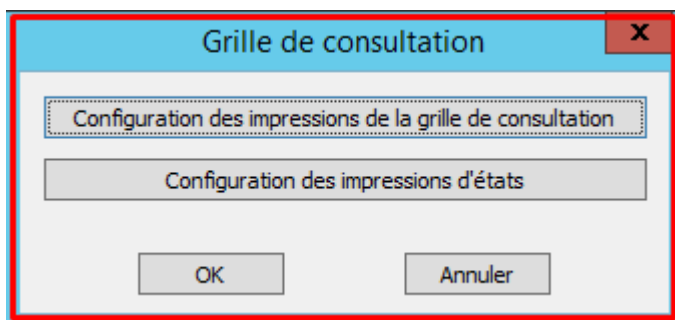 Grille de consultation
x
Configuration des impressions de la grille de consultation
Configuration des impressions d'états
OK
Annuler